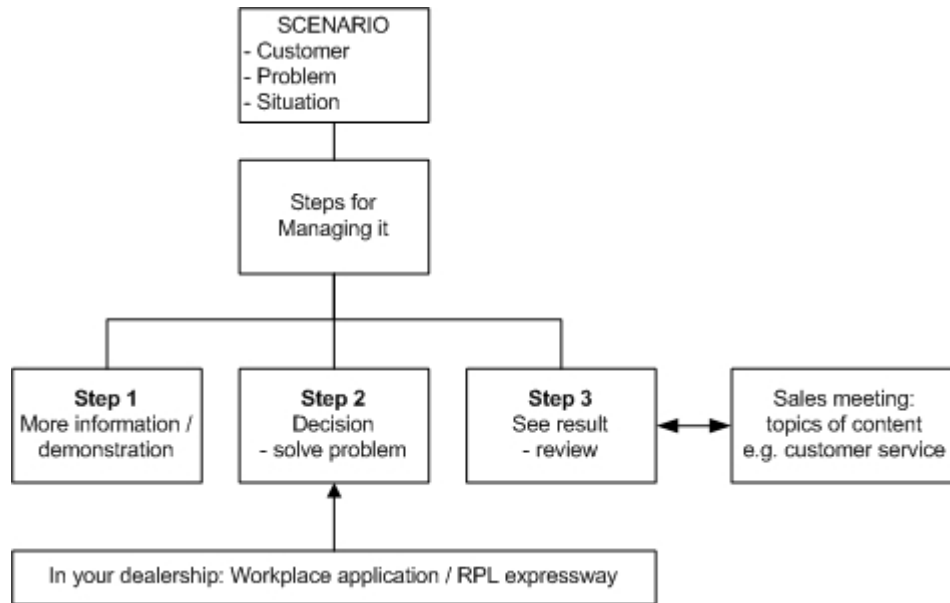 SCENARIO
- Customer
- Problem
- Situation
Steps for
Managing it
Step 1
More information /
demonstration
Step 2
Decision
- solve problem
Step 3
See result
- review
Sales meeting:
topics of content
e.g. customer service
In your dealership: Workplace application / RPL expressway